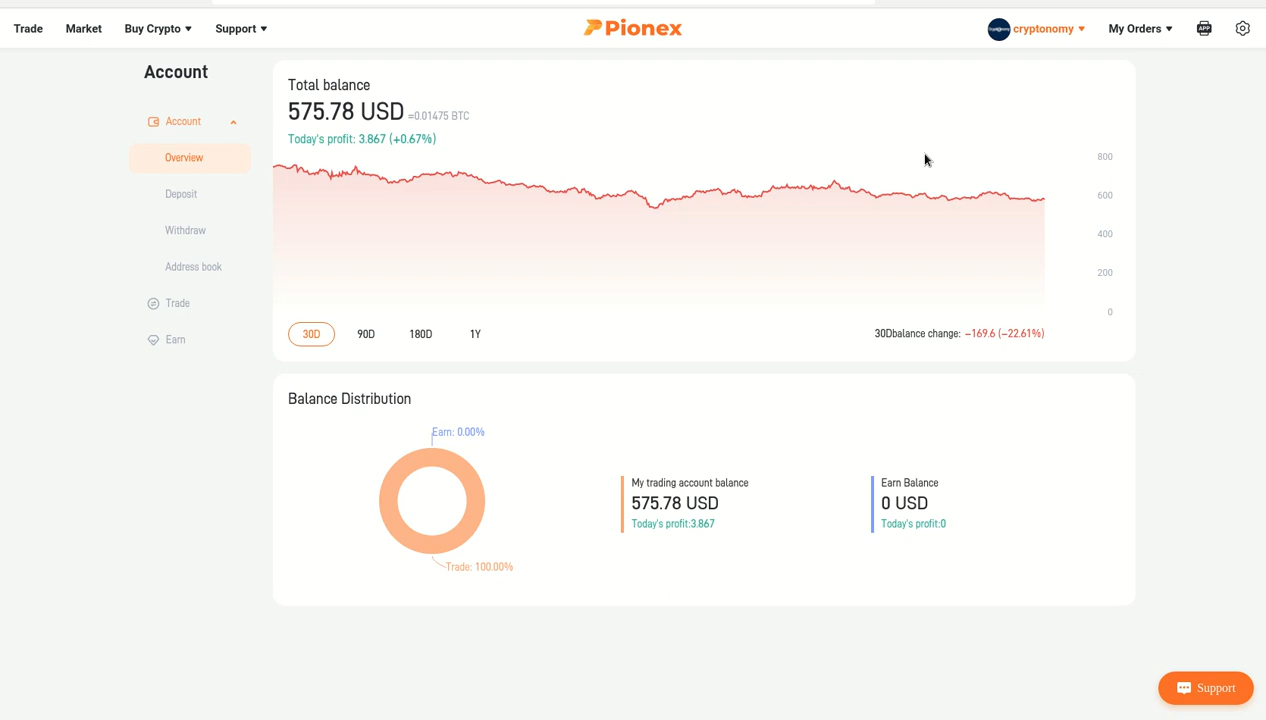 Trade Market Buy Crypto Support Pionex cryptonomy My Orders APP
Account
Account
Overview
Deposit
Withdraw
Address book
Trade
Earn
Total balance
575.78 USD =0.01475 BTC
Today's profit: 3.867 (+0.67%)
800
600
400
200
0
30D 90D 180D 1Y 30Dbalance change: −169.6 (−22.61%)
Balance Distribution
Earn: 0.00%
Trade: 100.00%
My trading account balance
575.78 USD
Today's profit:3.867
Earn Balance
0 USD
Today's profit:0
Support